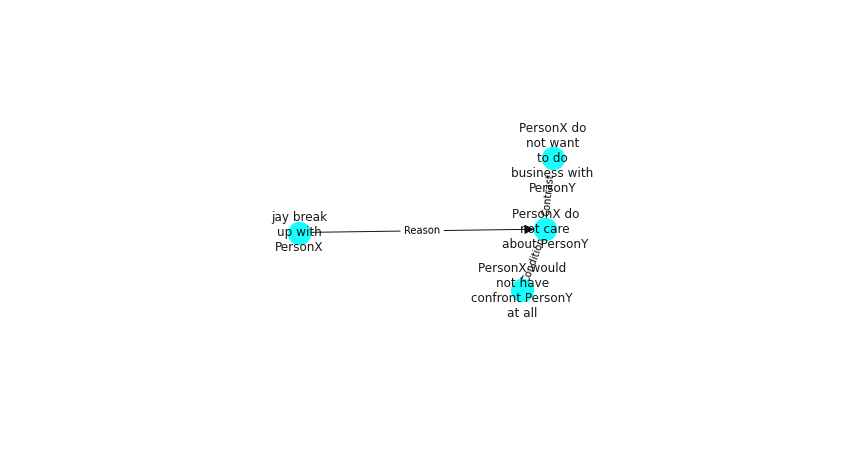 PersonX do
not want
to do
business with
PersonY
Contrast
jay break
up with
PersonX
Reason
PersonX do
not care
about PersonY
Condition
PersonX would
not have
confront PersonY
at all